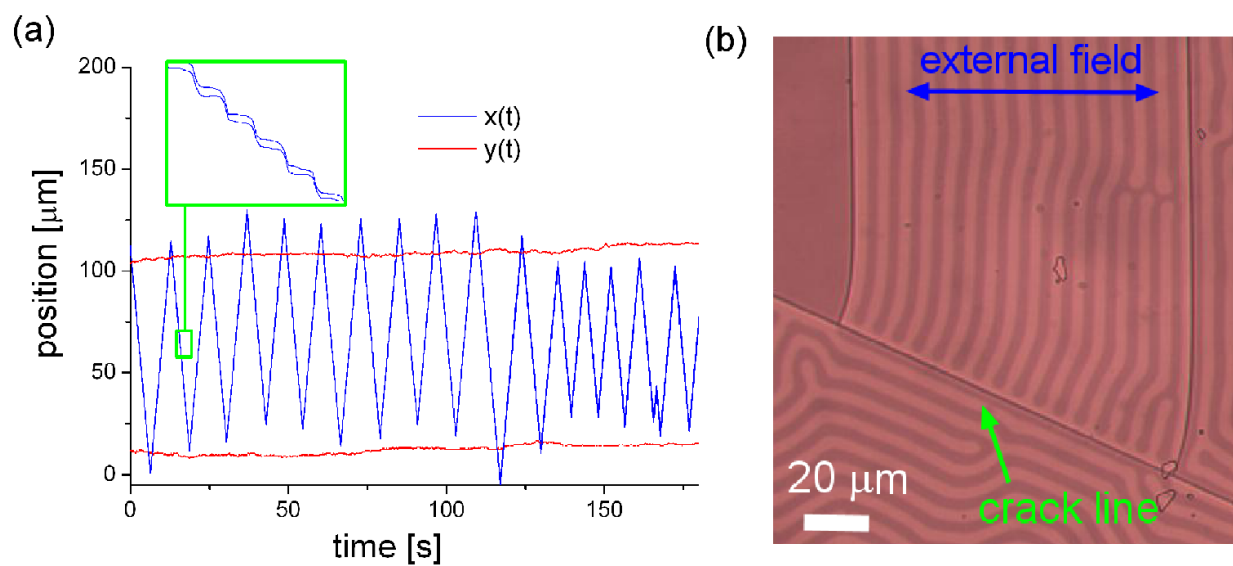 (a)
200
150
100
50
0
position [μm]
x(t)
y(t)
0
50
100
150
time [s]
(b)
external field
20 μm
crack line